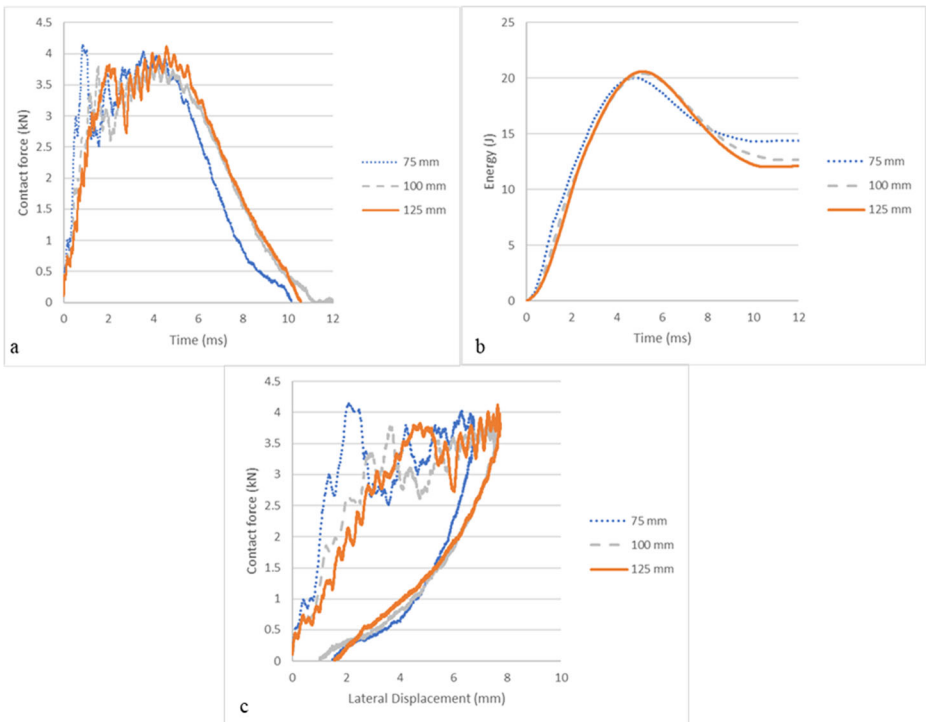 4.5
4
3.5
3
2.5
2
1.5
1
0.5
0
Contact force (kN)
0 2 4 6 8 10 12
Time (ms)
75 mm
100 mm
125 mm
a
25
20
15
10
5
0
Energy (J)
0 2 4 6 8 10 12
Time (ms)
75 mm
100 mm
125 mm
b
4.5
4
3.5
3
2.5
2
1.5
1
0.5
0
Contact force (kN)
0 2 4 6 8 10
Lateral Displacement (mm)
75 mm
100 mm
125 mm
c